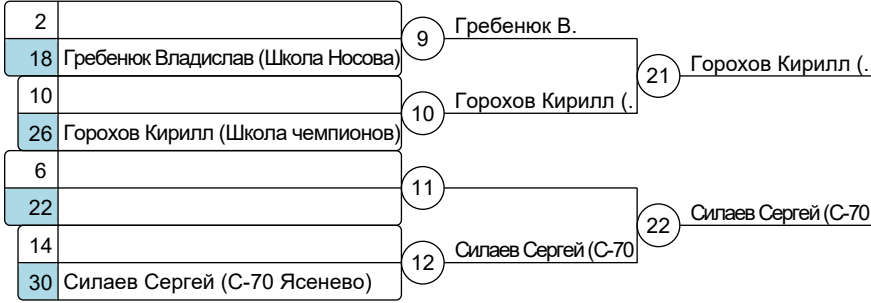 2
18 Гребенюк Владислав (Школа Носова)
9 Гребенюк В.
10
26 Горохов Кирилл (Школа чемпионов)
10 Горохов Кирилл (.
21 Горохов Кирилл (.
6
22
11
14
30 Силаев Сергей (С-70 Ясенево)
12 Силаев Сергей (С-70
22 Силаев Сергей (С-70